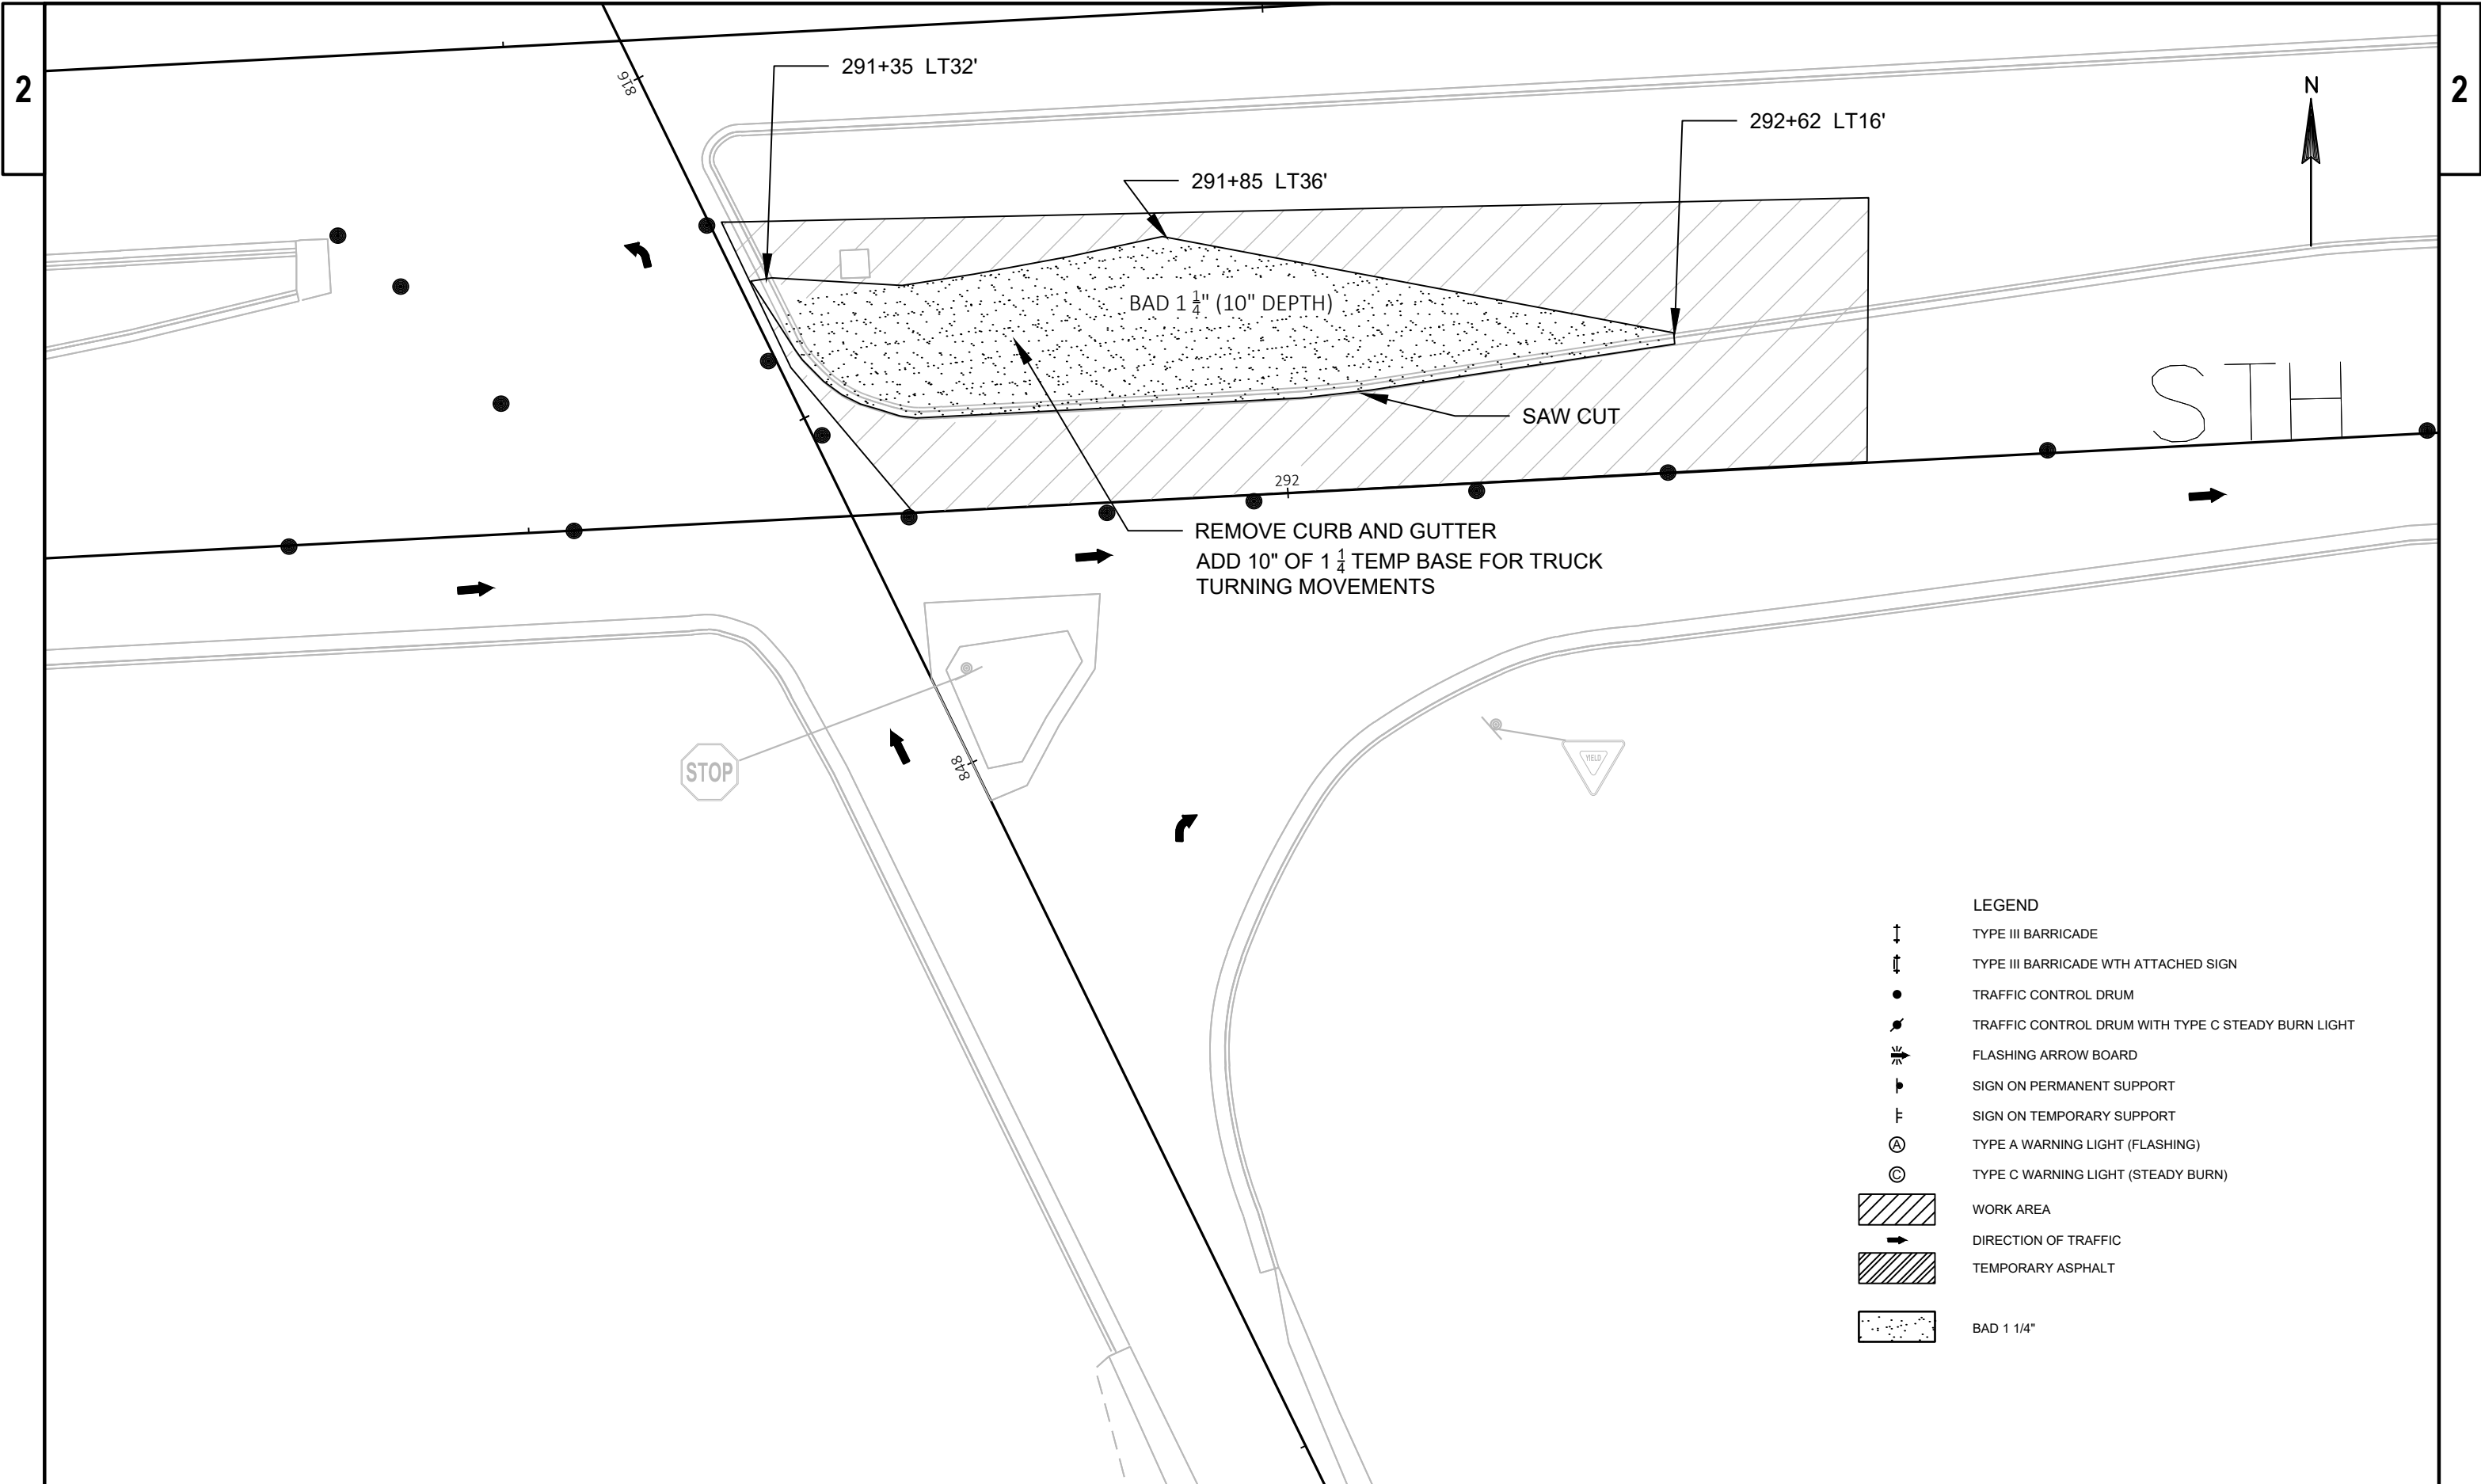 2
2
291+35 LT32'
816
N
292+62 LT16'
291+85 LT36'
BAD 1 1/4" (10" DEPTH)
STH
SAW CUT
292
REMOVE CURB AND GUTTER
ADD 10" OF 1 1/4 TEMP BASE FOR TRUCK
TURNING MOVEMENTS
STOP
848
YIELD
LEGEND
TYPE III BARRICADE
TYPE III BARRICADE WTH ATTACHED SIGN
TRAFFIC CONTROL DRUM
TRAFFIC CONTROL DRUM WITH TYPE C STEADY BURN LIGHT
FLASHING ARROW BOARD
SIGN ON PERMANENT SUPPORT
SIGN ON TEMPORARY SUPPORT
A TYPE A WARNING LIGHT (FLASHING)
C TYPE C WARNING LIGHT (STEADY BURN)
WORK AREA
DIRECTION OF TRAFFIC
TEMPORARY ASPHALT
BAD 1 1/4"